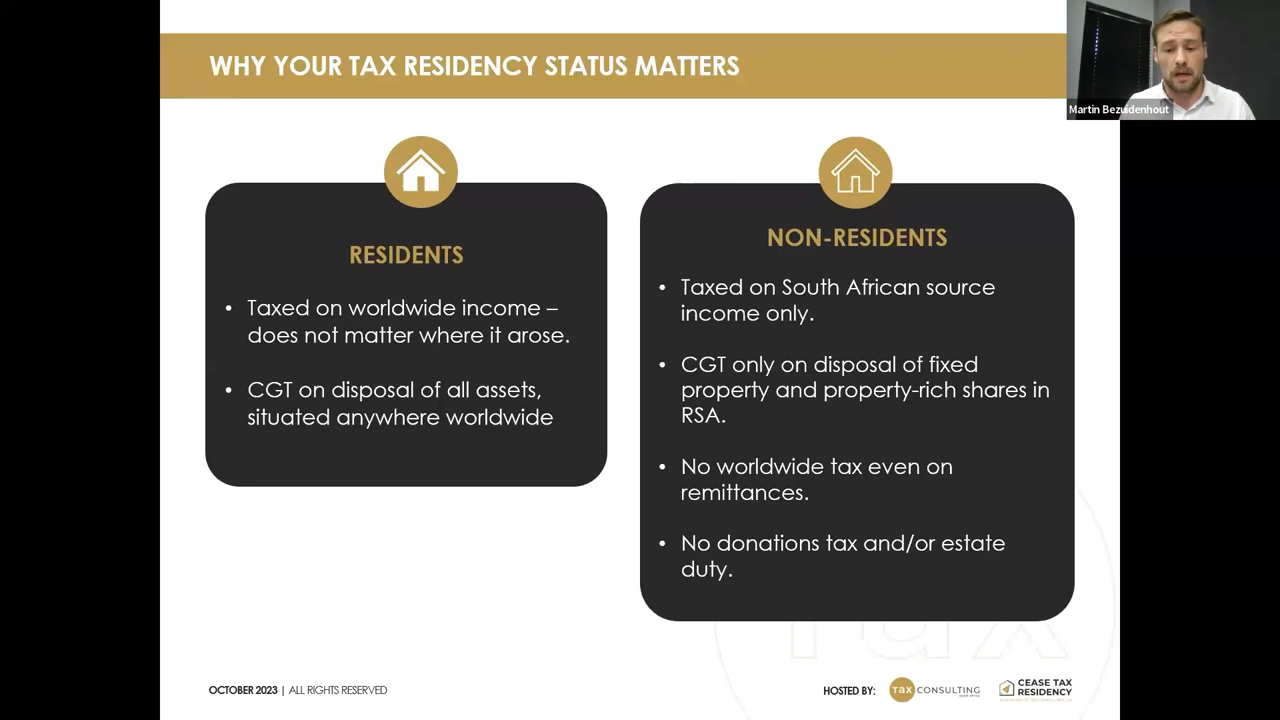 WHY YOUR TAX RESIDENCY STATUS MATTERS
Martin Bezuidenhout
RESIDENTS
• Taxed on worldwide income –
does not matter where it arose.
• CGT on disposal of all assets,
situated anywhere worldwide
NON-RESIDENTS
• Taxed on South African source
income only.
• CGT only on disposal of fixed
property and property-rich shares in
RSA.
• No worldwide tax even on
remittances.
• No donations tax and/or estate
duty.
Tax
OCTOBER 2023 | ALL RIGHTS RESERVED
HOSTED BY:
Tax CONSULTING
CEASE TAX
RESIDENCY